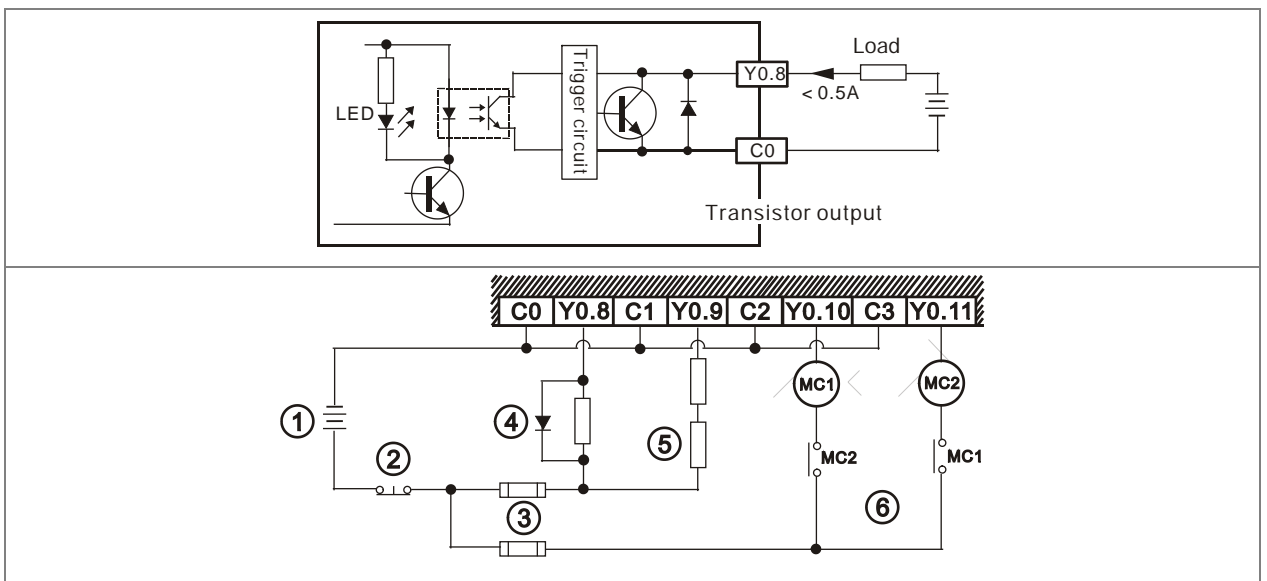 Load
Trigger circuit
Y0.8
< 0.5A
LED
C0
Transistor output
C0 Y0.8 C1 Y0.9 C2 Y0.10 C3 Y0.11
MC1 MC2
① ④
⑤
② MC2 MC1
③ ⑥